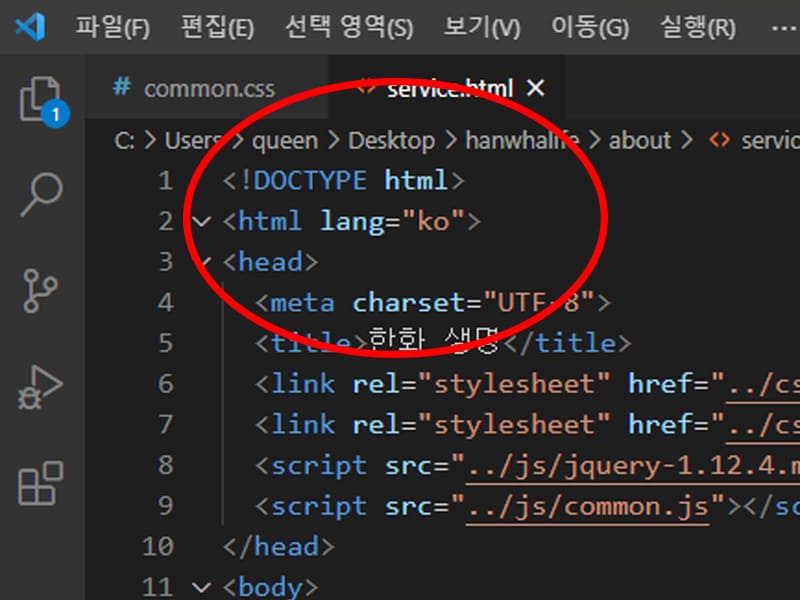 파일(F) 편집(E) 선택 영역(S) 보기(V) 이동(G) 실행(R) ...
# common.css <> service.html ×
C: > Users > queen > Desktop > hanwhalife > about > <> servic
1 <!DOCTYPE html>
2 <html lang="ko">
3 <head>
4 <meta charset="UTF-8">
5 <title>한화 생명</title>
6 <link rel="stylesheet" href="../cs
7 <link rel="stylesheet" href="../cs
8 <script src="../js/jquery-1.12.4.m
9 <script src="../js/common.js"></sc
10 </head>
11 <body>
1